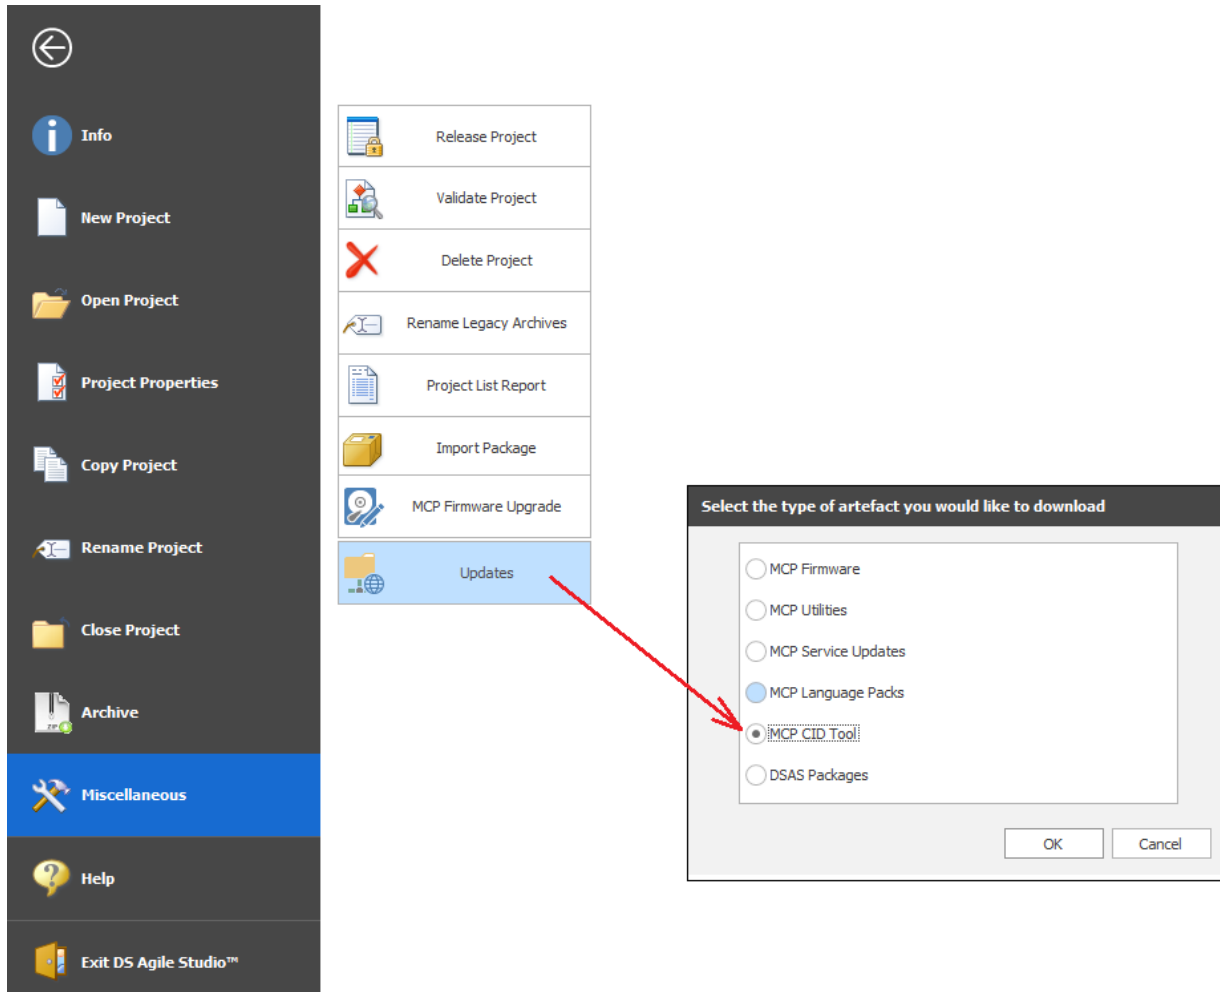 Info
New Project
Open Project
Project Properties
Copy Project
Rename Project
Close Project
ZIP
Archive
Miscellaneous
Help
Exit DS Agile Studio™
Release Project
Validate Project
Delete Project
Rename Legacy Archives
Project List Report
Import Package
MCP Firmware Upgrade
Updates
Select the type of artefact you would like to download
MCP Firmware
MCP Utilities
MCP Service Updates
MCP Language Packs
MCP CID Tool
DSAS Packages
OK Cancel